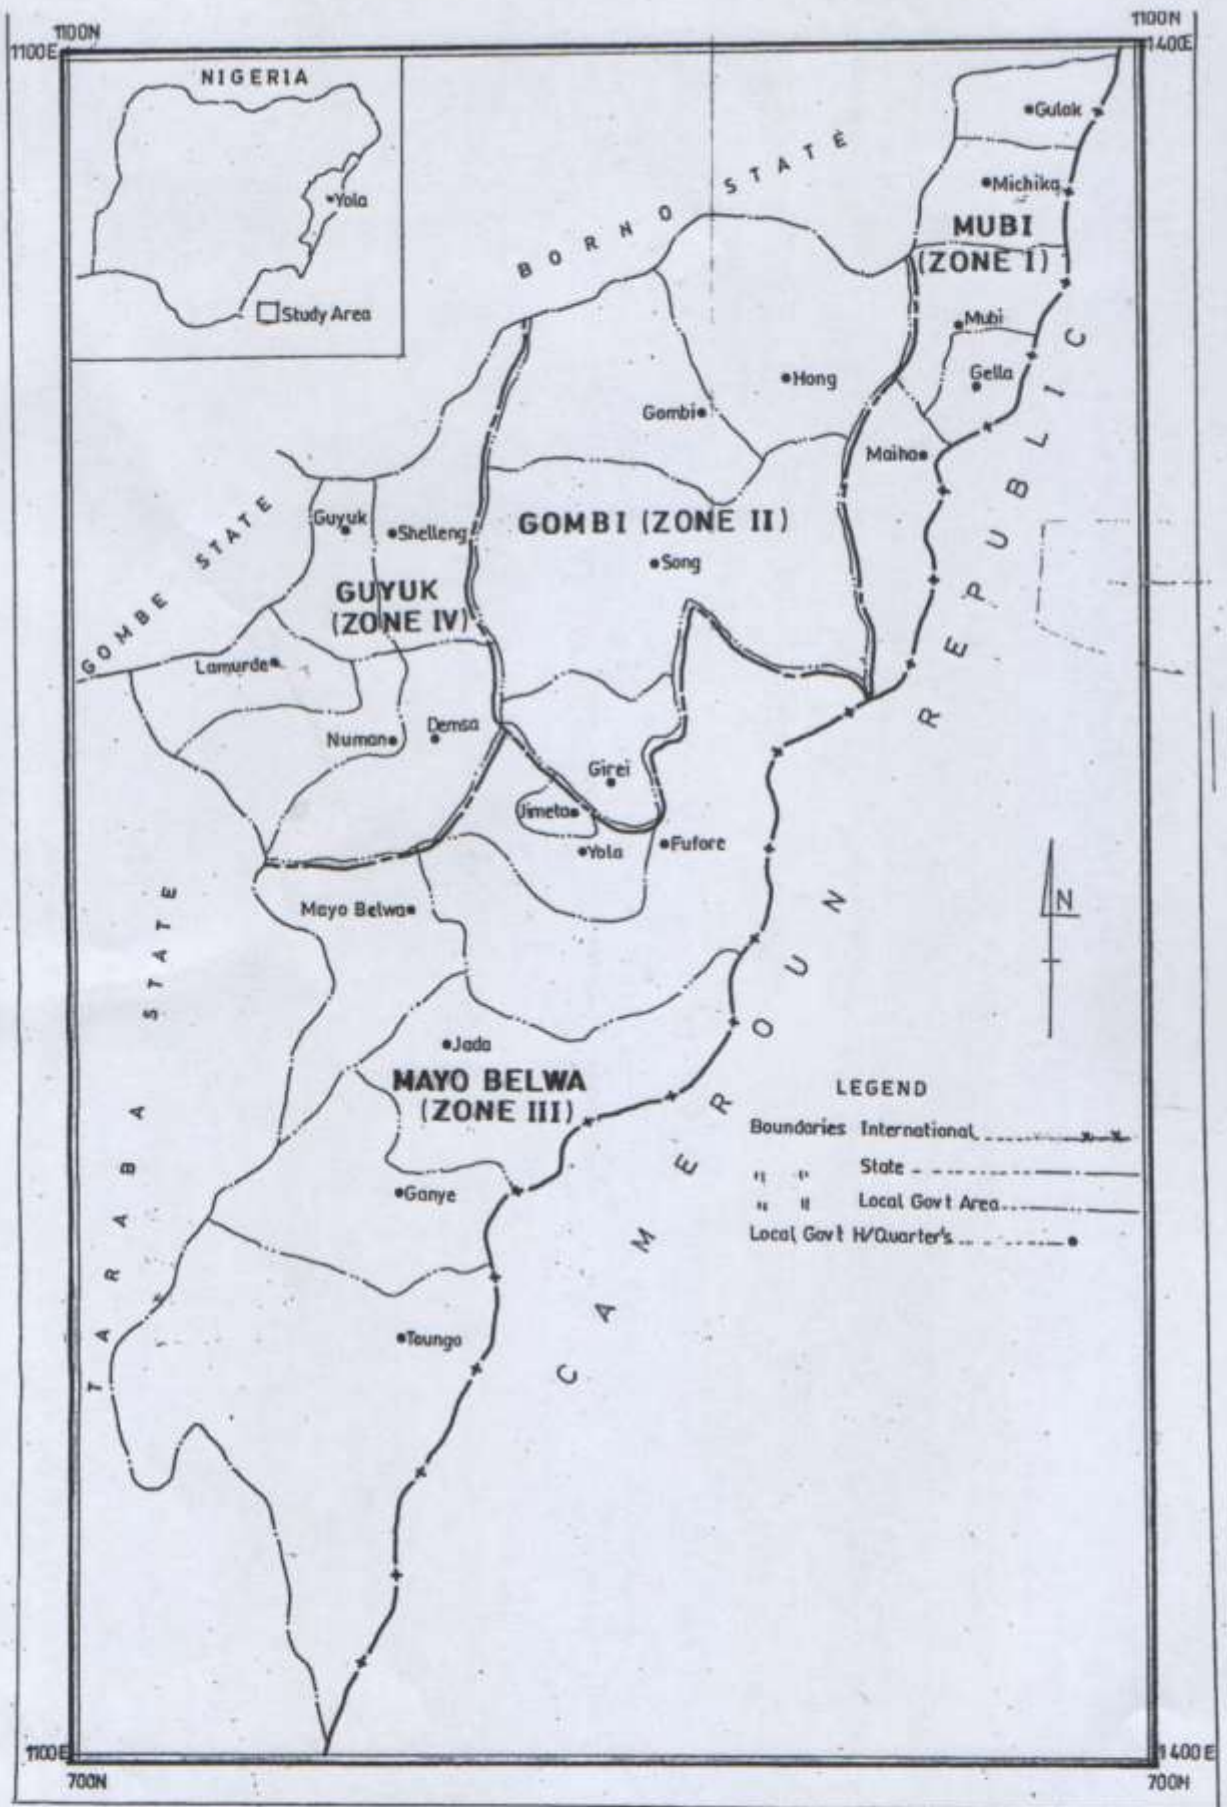 1100N
1100N
1100E
1400E
NIGERIA
Yola
Study Area
BORNO STATE
Gulak
Michika
MUBI
(ZONE I)
Mubi
Gella
Hong
Gombi
Maiha
GOMBE STATE
Guyuk
Shelleng
GOMBI (ZONE II)
Song
GUYUK
(ZONE IV)
Lamurde
Numan
Demsa
Girei
Jimeta
Yola
Fufore
Mayo Belwa
N
TARABA STATE
CAMEROUN REPUBLIC
Jada
MAYO BELWA
(ZONE III)
Ganye
Toungo
LEGEND
Boundaries International
" " State
" " Local Govt Area
Local Govt H/Quarter's
1100E
1400E
700N
700N